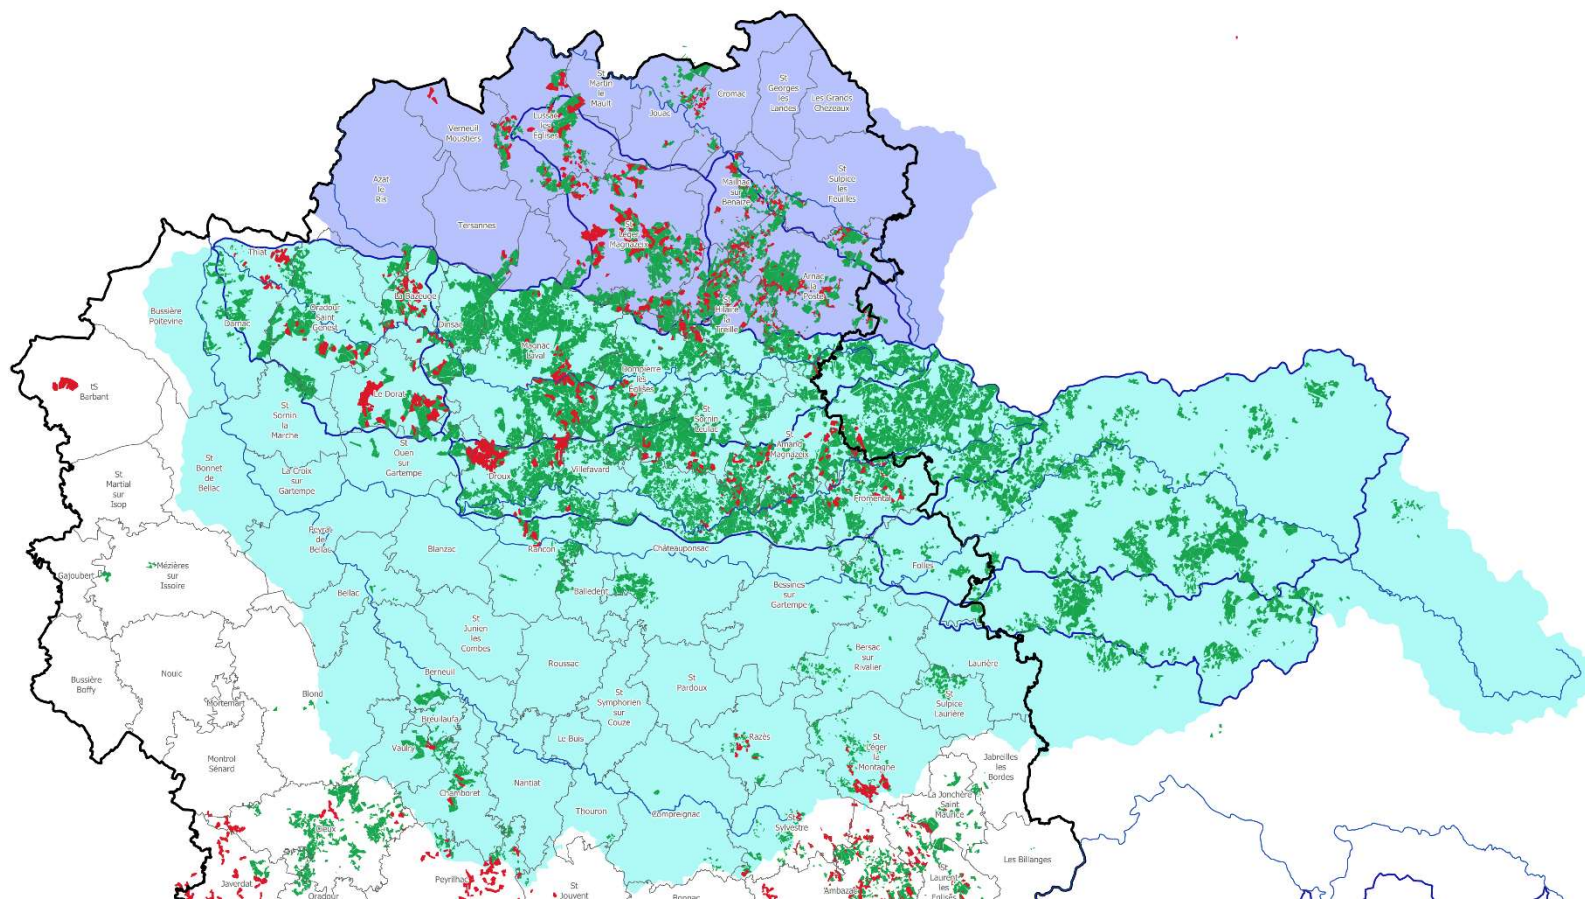 St
Martin
le
Mault
Jouac
Cromac
St
Georges
les
Landes
Les Grands
Chezeaux
Verneuil
Moustiers
Lussac
les
Eglises
Azat
le
Ris
Tersannes
Mailhac
sur
Benaize
St
Sulpice
les
Feuilles
St
Léger
Magnazeix
Arnac
la
Poste
St
Hilaire
la
Treille
Thiat
La Bazeuge
Bussière
Poitevine
Darnac
Oradour
Saint
Genest
Dinsac
Magnac
Laval
Dompierre
les
Eglises
tS
Barbant
Le Dorat
St
Sornin
la
Marche
St
Sornin
Leulac
St
Amand
Magnazeix
St
Ouen
sur
Gartempe
St
Bonnet
de
Bellac
La Croix
sur
Gartempe
Droux
Villefavard
Fromental
St
Martial
sur
Isop
Peyrat
de
Bellac
Blanzac
Rancon
Châteauponsac
Folles
Gajoubert
Mézières
sur
Issoire
Bellac
Balledent
Bessines
sur
Gartempe
St
Junien
les
Combes
Bersac
sur
Rivalier
Laurière
Bussière
Boffy
Nouic
Mortemart
Blond
Berneuil
Roussac
St
Pardoux
St
Symphorien
sur
Couze
St
Sulpice
Laurière
Breuilaufa
Vaulry
Le Buis
Razès
St
Léger
la
Montagne
Montrol
Sénard
Jabreilles
les
Bordes
Chamboret
Nantiat
Thouron
Compreignac
St
Sylvestre
La Jonchère
Saint
Maurice
Cieux
Les Billanges
Javerdat
Peyrilhac
St
Jouvent
Ambazac
Laurent
les
Eglises
Oradour
Bonnac